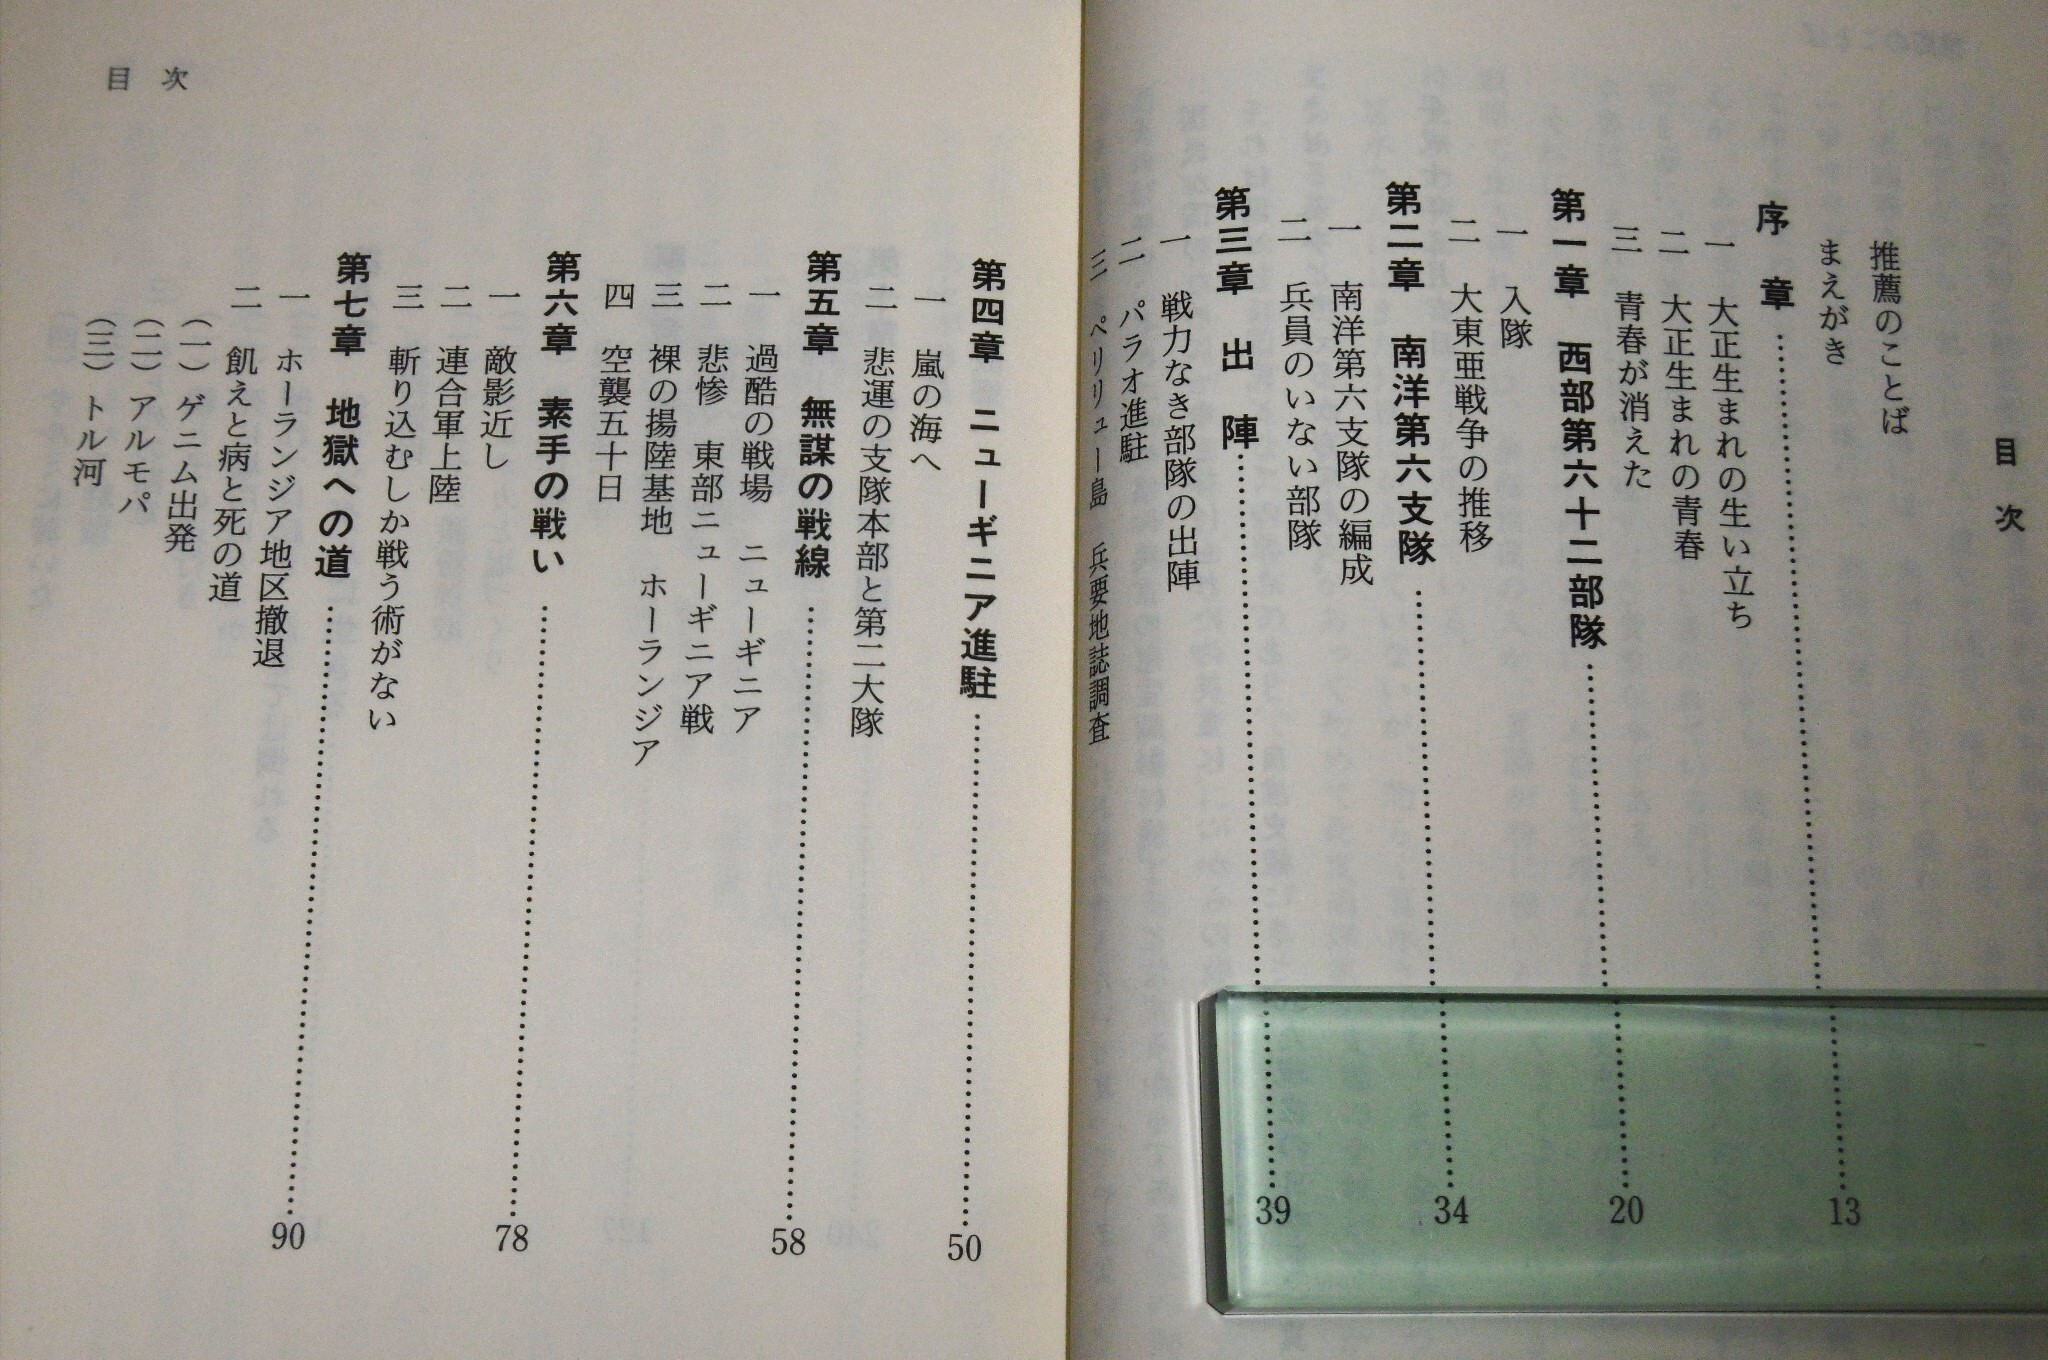 目次
推薦のことば
まえがき
序章……13
一 大正生まれの生い立ち
二 大正生まれの青春
三 青春が消えた
第一章 西部第六十二部隊……20
一 入隊
二 大東亜戦争の推移
第二章 南洋第六支隊……34
一 南洋第六支隊の編成
二 兵員のいない部隊
第三章 出陣……39
一 戦力なき部隊の出陣
二 パラオ進駐
三 ペリリュー島 兵要地誌調査
目次
第四章 ニューギニア進駐……50
一 嵐の海へ
二 悲運の支隊本部と第二大隊
第五章 無謀の戦線……58
一 過酷の戦場 ニューギニア
二 悲惨 東部ニューギニア戦
三 裸の揚陸基地 ホーランジア
四 空襲五十日
第六章 素手の戦い……78
一 敵影近し
二 連合軍上陸
三 斬り込むしか戦う術がない
第七章 地獄への道……90
一 ホーランジア地区撤退
二 飢えと病と死の道
（一）ゲニム出発
（二）アルモパ
（三）トル河